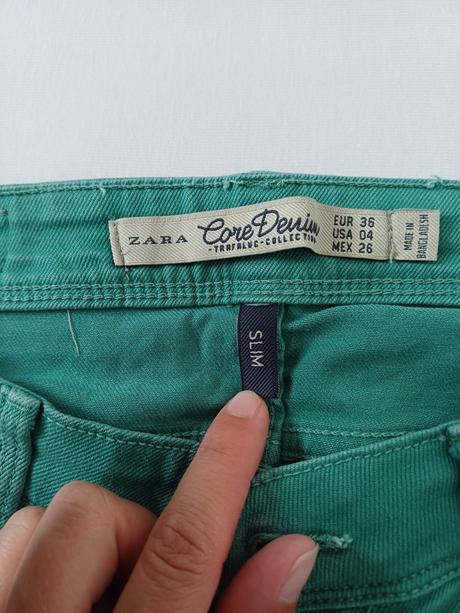 ZARA
Core Denim
-TRAFALUC-COLLECTION
EUR 36
USA 04
MEX 26
MADE IN
BANGLADESH
SLIM